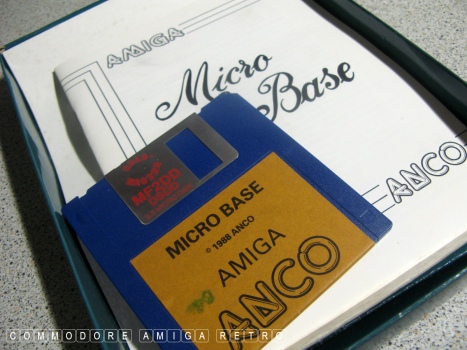 AMIGA
Micro
Base
ANCO
MF2DD
MICRO BASE
© 1988 ANCO
AMIGA
ANCO
COMMODORE AMIGA RETRO